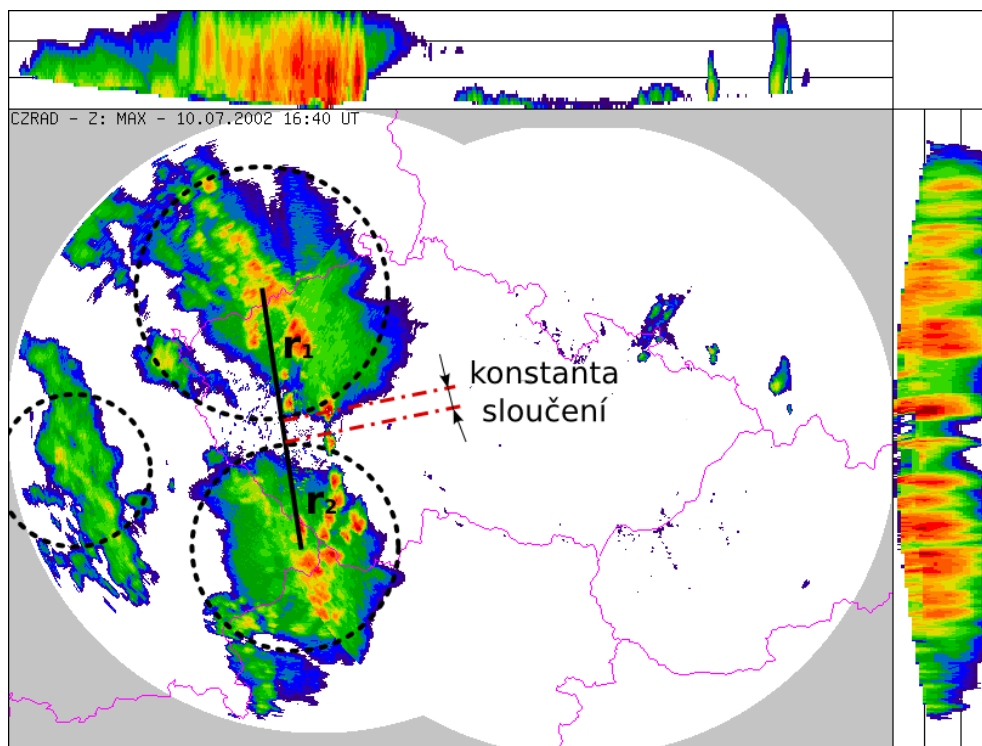 CZRAD - Z: MAX - 10.07.2002 16:40 UT
r₁
konstanta
sloučení
r₂